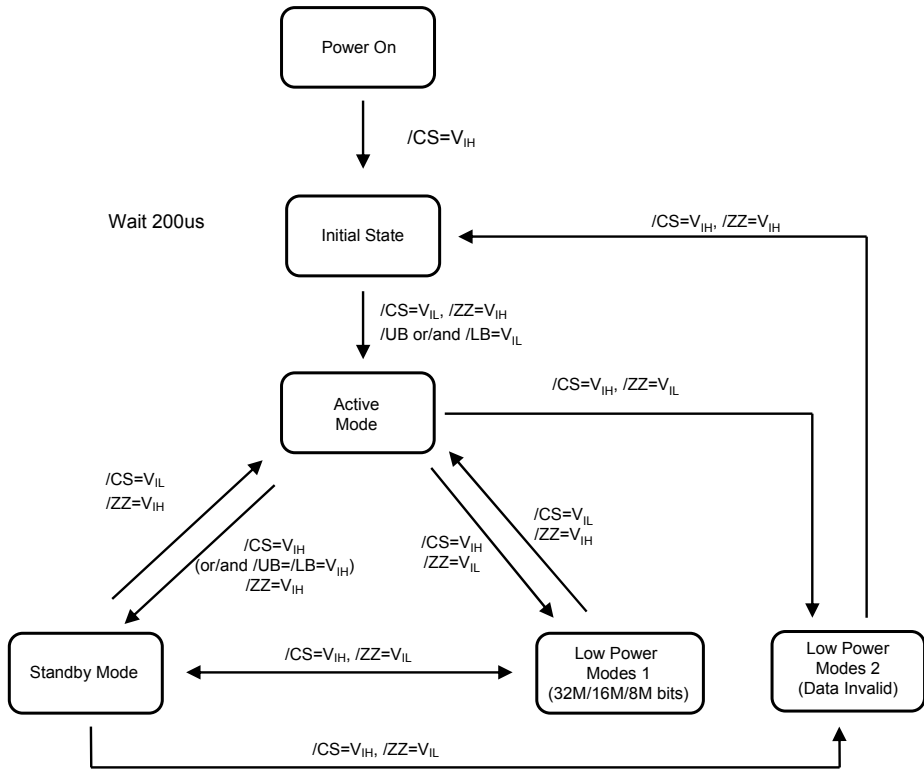 Power On
/CS=VIH
Wait 200us
Initial State
/CS=VIH, /ZZ=VIH
/CS=VIL, /ZZ=VIH
/UB or/and /LB=VIL
Active
Mode
/CS=VIH, /ZZ=VIL
/CS=VIL
/ZZ=VIH
/CS=VIH
(or/and /UB=/LB=VIH)
/ZZ=VIH
/CS=VIH
/ZZ=VIL
/CS=VIL
/ZZ=VIH
Standby Mode
/CS=VIH, /ZZ=VIL
Low Power
Modes 1
(32M/16M/8M bits)
Low Power
Modes 2
(Data Invalid)
/CS=VIH, /ZZ=VIL